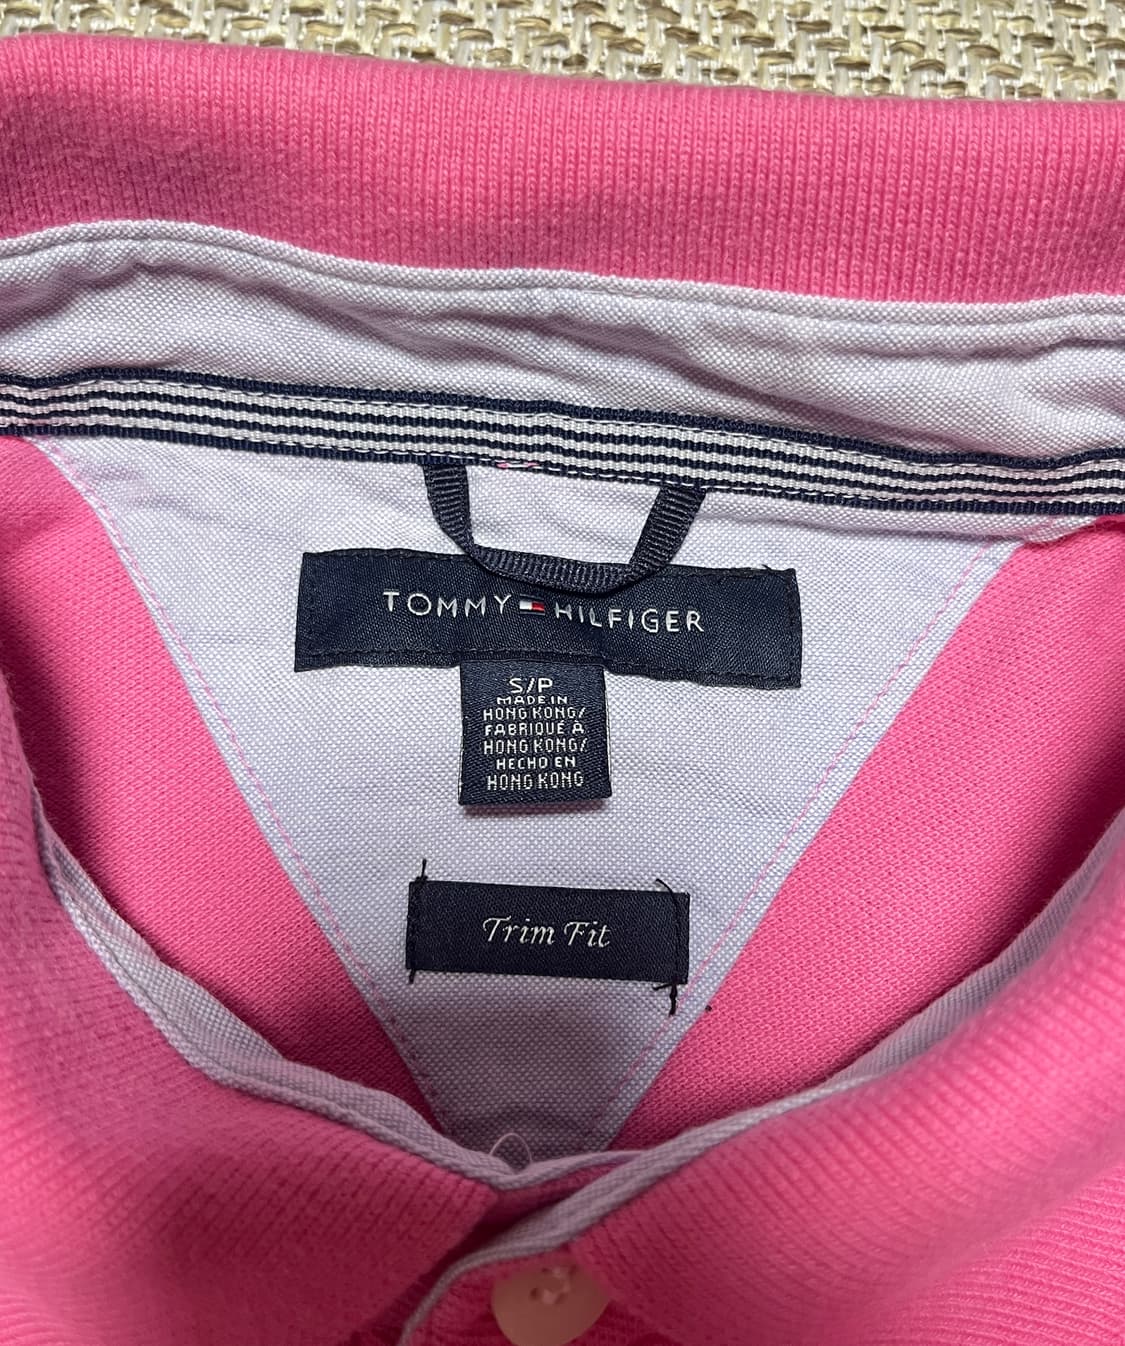 TOMMY HILFIGER
S/P
MADE IN
HONG KONG/
FABRIQUÉ À
HONG KONG/
HECHO EN
HONG KONG
Trim Fit